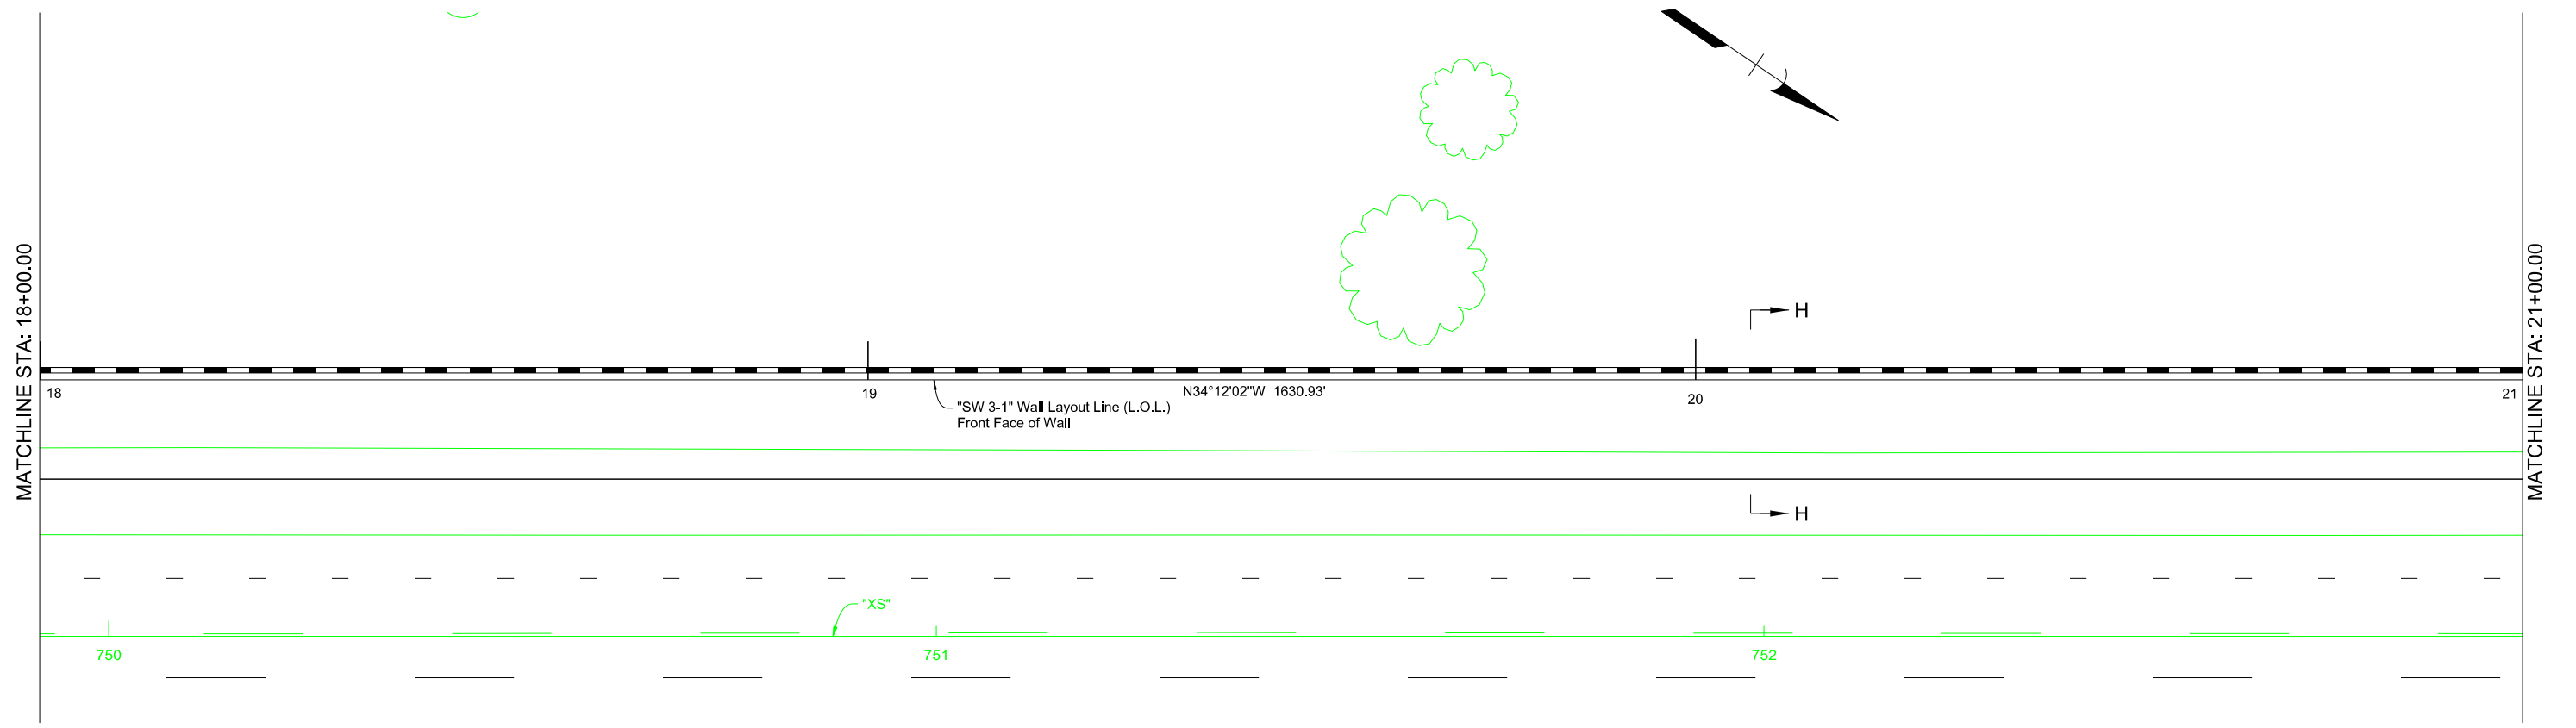 MATCHLINE STA: 18+00.00
MATCHLINE STA: 21+00.00
H
18
19
N34°12'02"W 1630.93'
20
21
"SW 3-1" Wall Layout Line (L.O.L.)
Front Face of Wall
H
"XS"
750
751
752